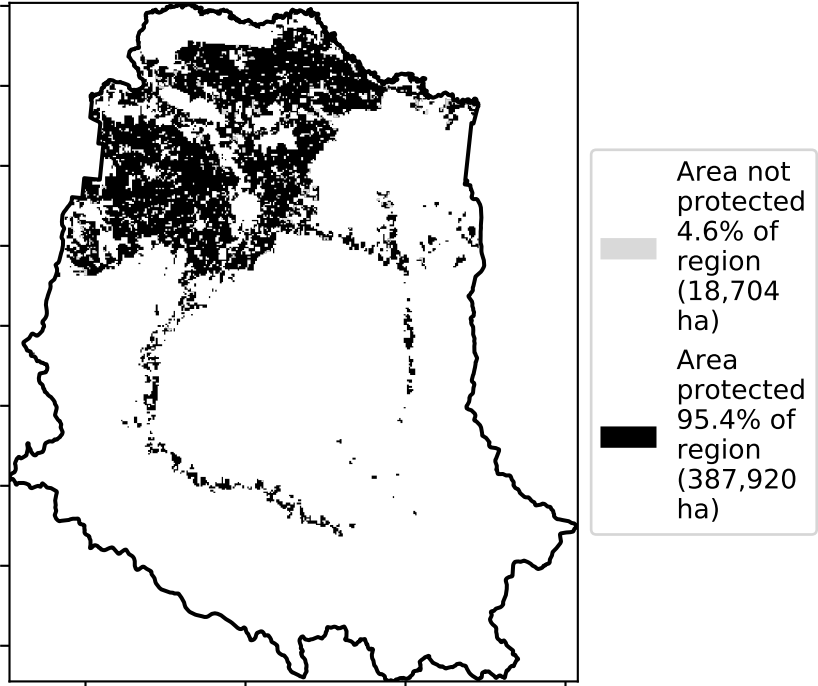 Area not
protected
4.6% of
region
(18,704
ha)
Area
protected
95.4% of
region
(387,920
ha)